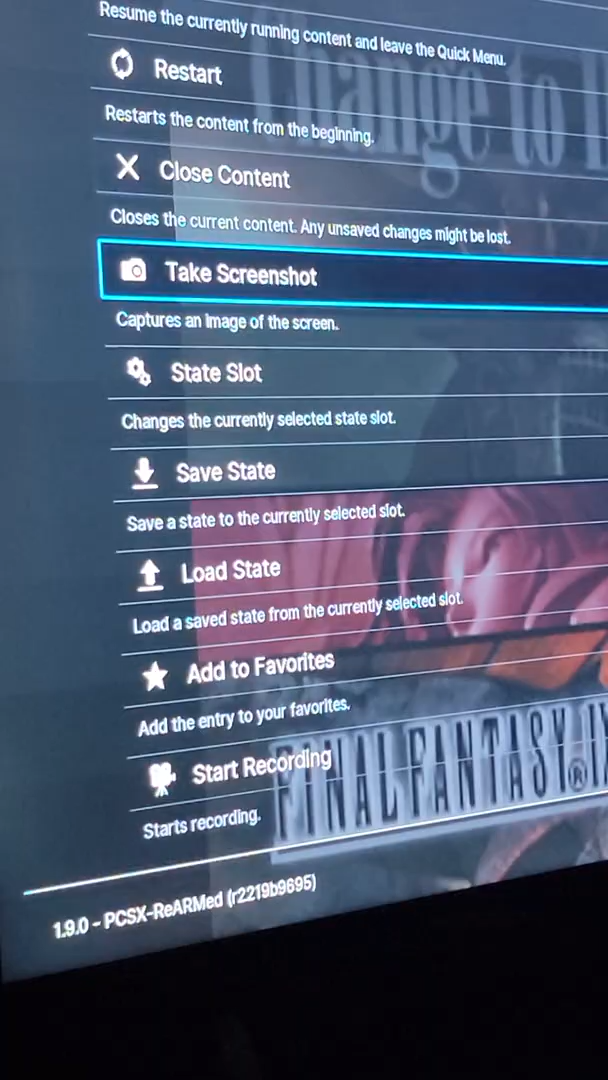 Resume the currently running content and leave the Quick Menu.
Restart
Restarts the content from the beginning.
Change to
Close Content
Closes the current content. Any unsaved changes might be lost.
Take Screenshot
Captures an image of the screen.
State Slot
Changes the currently selected state slot.
Save State
Save a state to the currently selected slot.
Load State
Load a saved state from the currently selected slot.
Add to Favorites
Add the entry to your favorites.
Start Recording
FINAL FANTASY®
Starts recording.
1.9.0 - PCSX-ReARMed (r2219b9695)